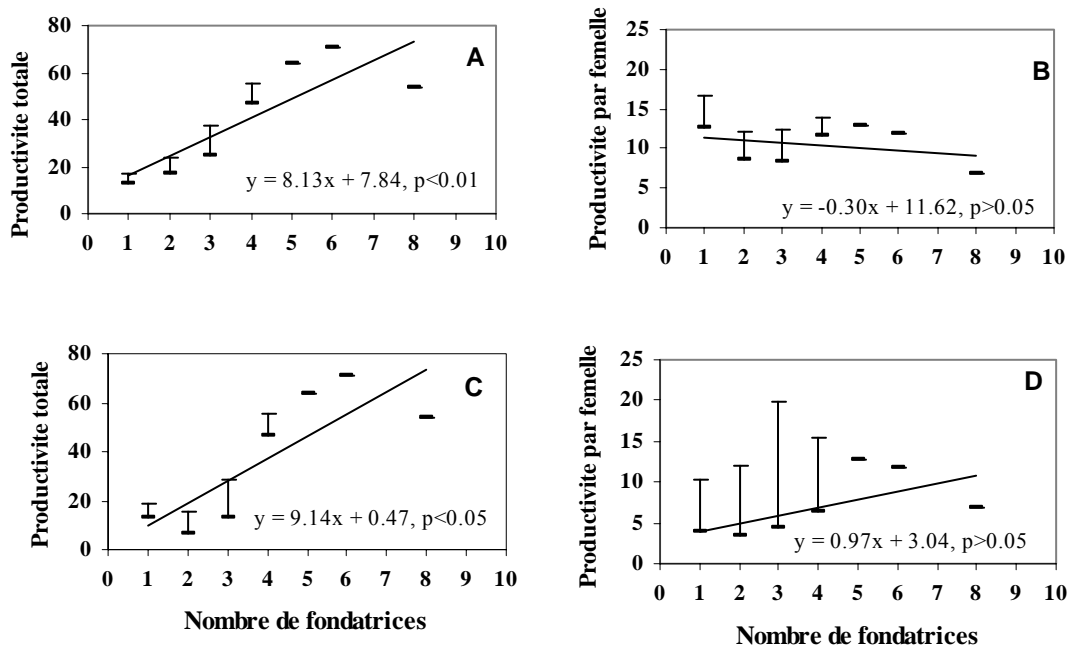 Productivite totale
80
60
40
20
0
A
y = 8.13x + 7.84, p<0.01
0 1 2 3 4 5 6 7 8 9 10
Productivite par femelle
25
20
15
10
5
0
B
y = -0.30x + 11.62, p>0.05
0 1 2 3 4 5 6 7 8 9 10
Productivite totale
80
60
40
20
0
C
y = 9.14x + 0.47, p<0.05
0 1 2 3 4 5 6 7 8 9 10
Nombre de fondatrices
Productivite par femelle
25
20
15
10
5
0
D
y = 0.97x + 3.04, p>0.05
0 1 2 3 4 5 6 7 8 9 10
Nombre de fondatrices